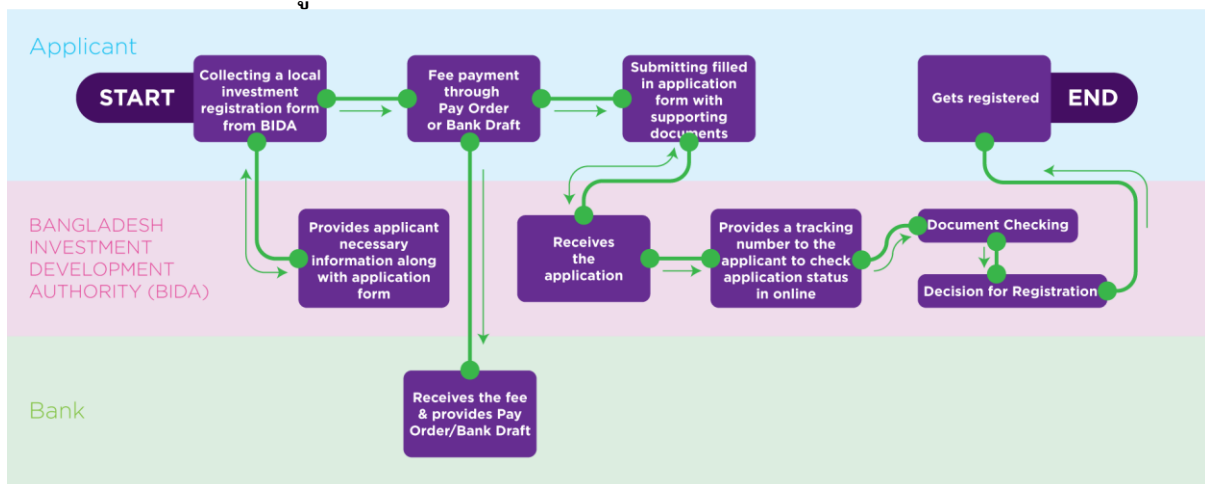 Applicant
START
Collecting a local
investment
registration form
from BIDA
Fee payment
through
Pay Order
or Bank Draft
Submitting filled
in application
form with
supporting
documents
Gets registered
END
BANGLADESH
INVESTMENT
DEVELOPMENT
AUTHORITY (BIDA)
Provides applicant
necessary
information along
with application
form
Receives
the
application
Provides a tracking
number to the
applicant to check
application status
in online
Document Checking
Decision for Registration
Bank
Receives the fee
& provides Pay
Order/Bank Draft